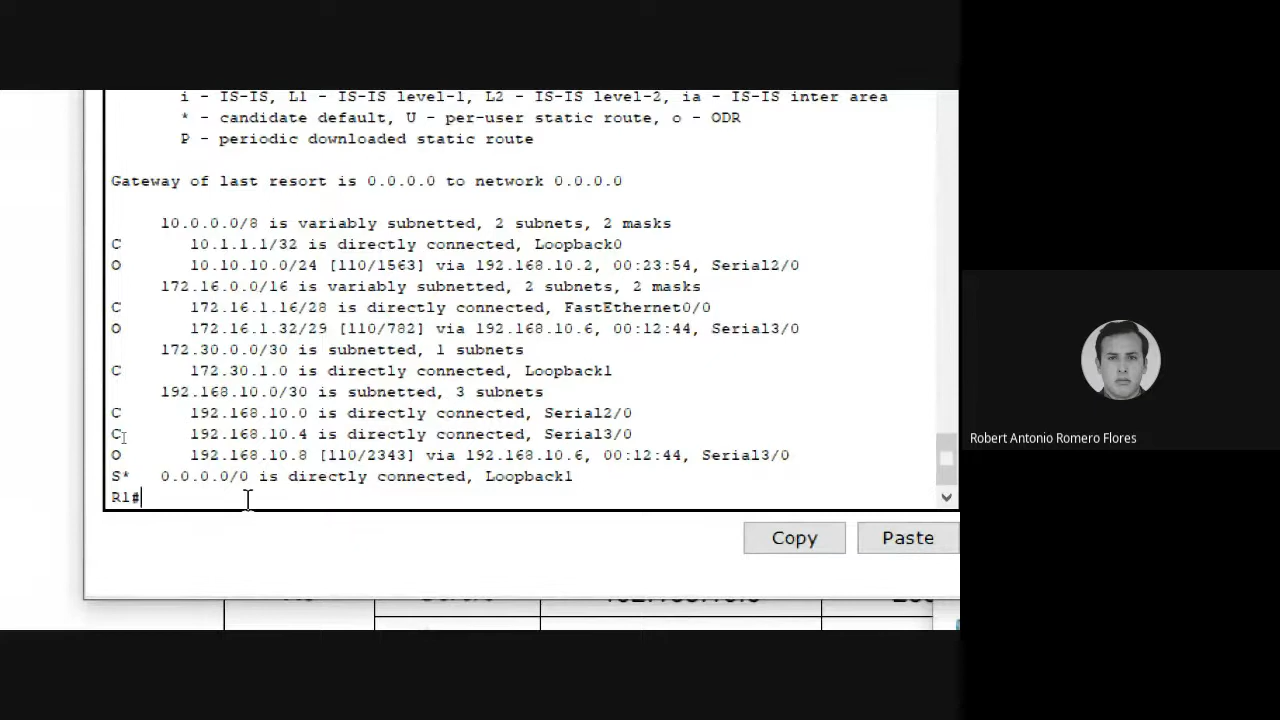 i - IS-IS, L1 - IS-IS level-1, L2 - IS-IS level-2, ia - IS-IS inter area
* - candidate default, U - per-user static route, o - ODR
P - periodic downloaded static route
Gateway of last resort is 0.0.0.0 to network 0.0.0.0
10.0.0.0/8 is variably subnetted, 2 subnets, 2 masks
C 10.1.1.1/32 is directly connected, Loopback0
O 10.10.10.0/24 [110/1563] via 192.168.10.2, 00:23:54, Serial2/0
172.16.0.0/16 is variably subnetted, 2 subnets, 2 masks
C 172.16.1.16/28 is directly connected, FastEthernet0/0
O 172.16.1.32/29 [110/782] via 192.168.10.6, 00:12:44, Serial3/0
172.30.0.0/30 is subnetted, 1 subnets
C 172.30.1.0 is directly connected, Loopback1
192.168.10.0/30 is subnetted, 3 subnets
C 192.168.10.0 is directly connected, Serial2/0
C 192.168.10.4 is directly connected, Serial3/0
O 192.168.10.8 [110/2343] via 192.168.10.6, 00:12:44, Serial3/0
S* 0.0.0.0/0 is directly connected, Loopback1
R1#
Copy Paste
Robert Antonio Romero Flores